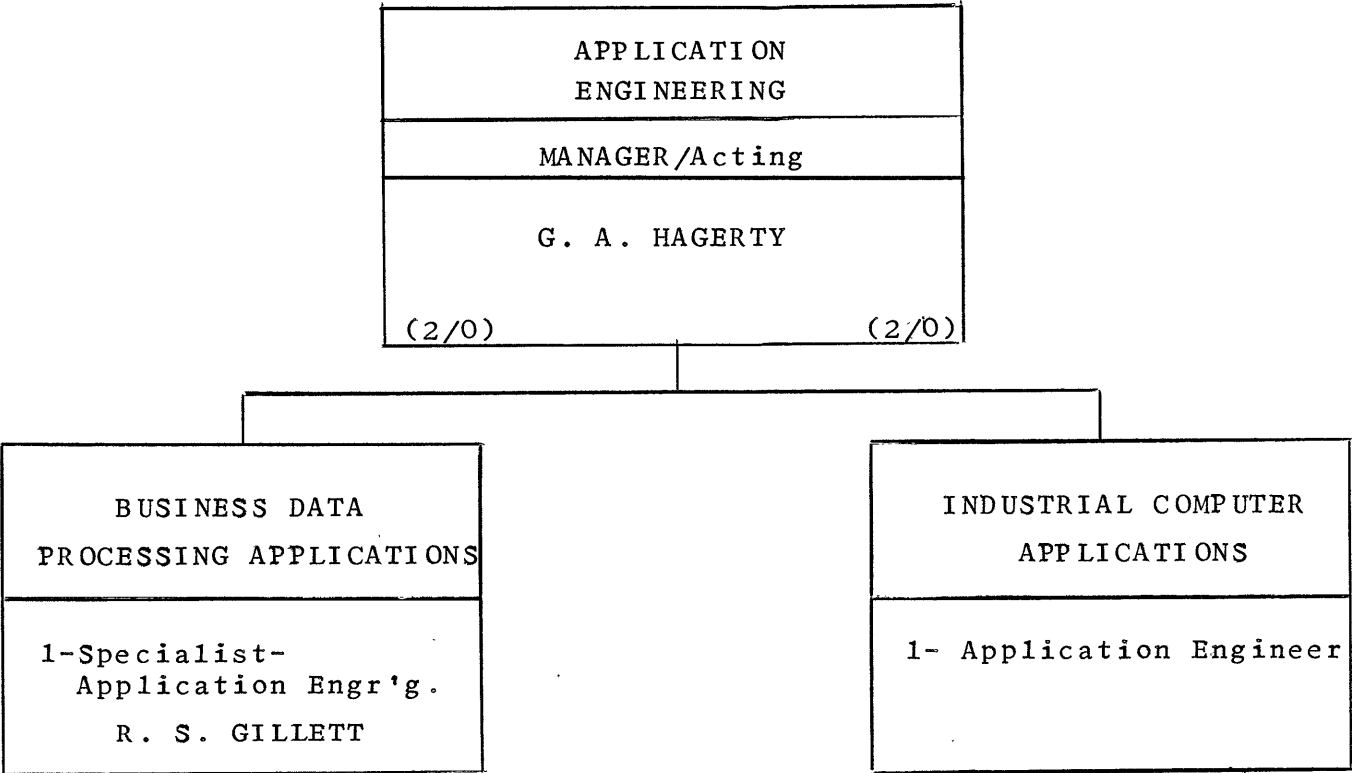 APPLICATION
ENGINEERING
MANAGER/Acting
G. A. HAGERTY
(2/0) (2/0)
BUSINESS DATA
PROCESSING APPLICATIONS
1-Specialist-
Application Engr'g.
R. S. GILLETT
INDUSTRIAL COMPUTER
APPLICATIONS
1- Application Engineer